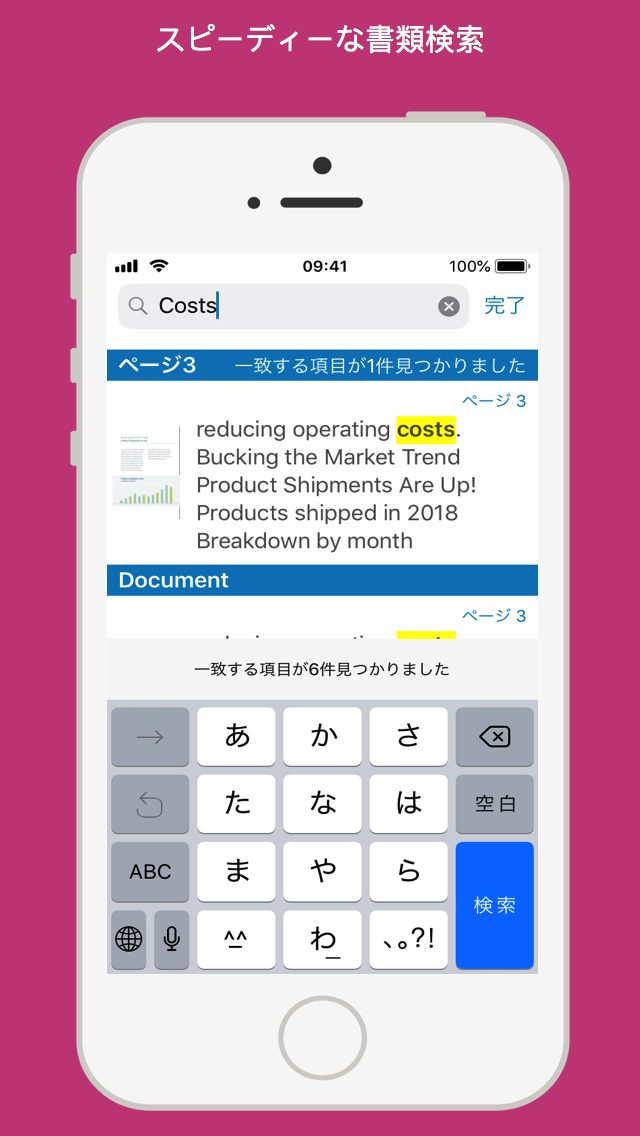 スピーディーな書類検索
09:41
100%
Costs
完了
ページ3 一致する項目が1件見つかりました
ページ 3
reducing operating costs.
Bucking the Market Trend
Product Shipments Are Up!
Products shipped in 2018
Breakdown by month
Document
ページ 3
一致する項目が6件見つかりました
→ あ か さ
た な は 空白
ABC ま や ら 検索
^^ わ_ 、。?!